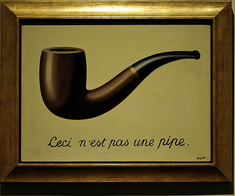 Ceci n'est pas une pipe.